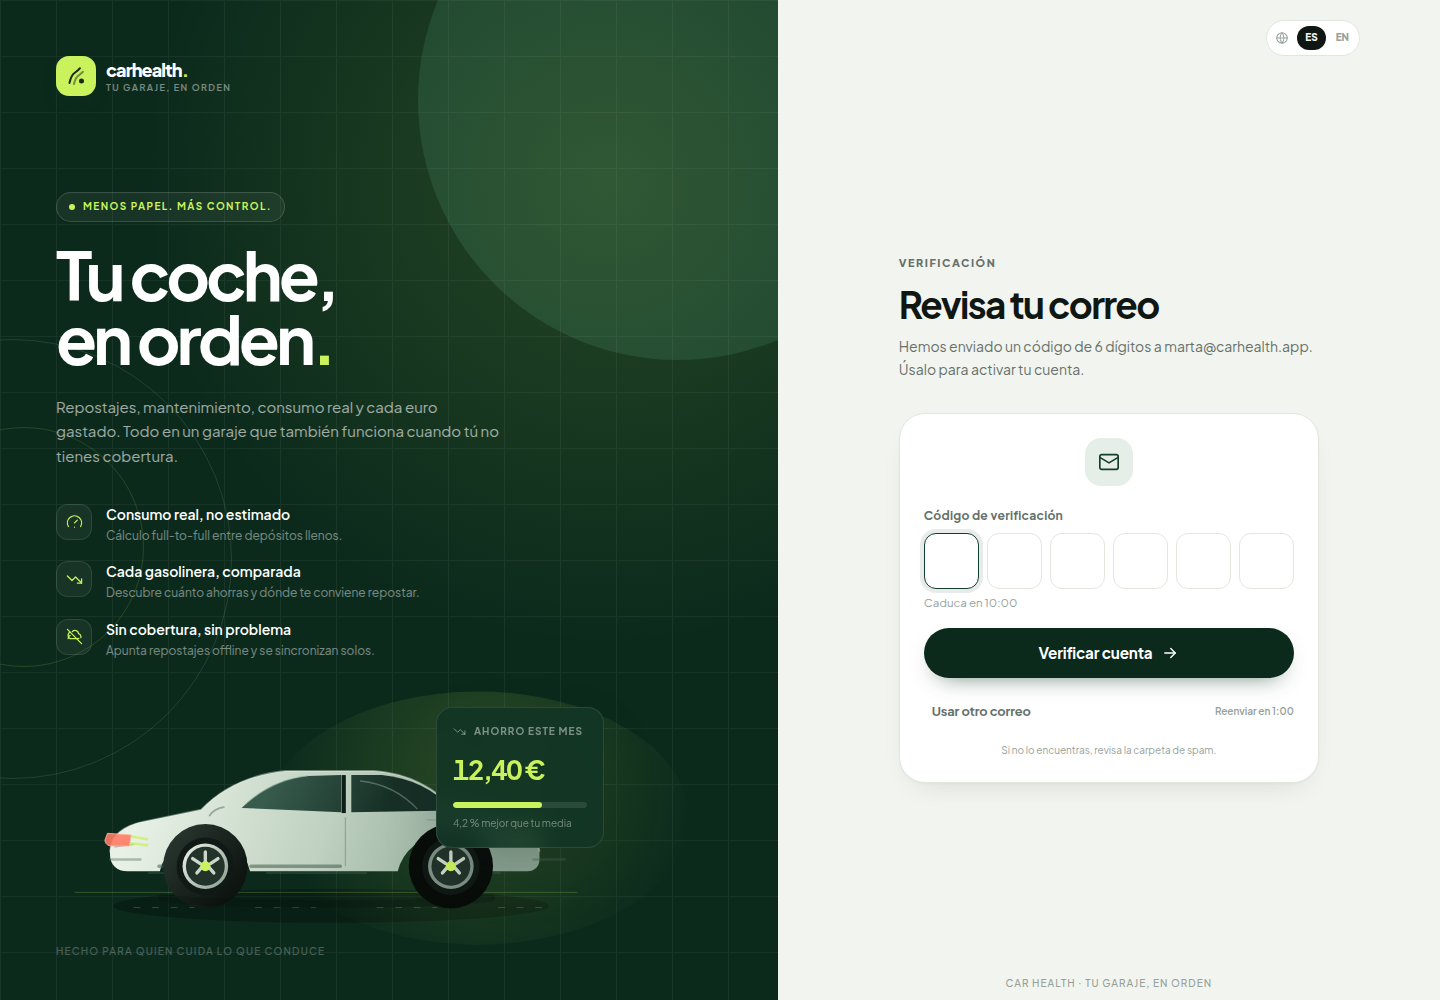 carhealth.
TU GARAJE, EN ORDEN
MENOS PAPEL. MÁS CONTROL.
Tu coche,
en orden.
Repostajes, mantenimiento, consumo real y cada euro
gastado. Todo en un garaje que también funciona cuando tú no
tienes cobertura.
Consumo real, no estimado
Cálculo full-to-full entre depósitos llenos.
Cada gasolinera, comparada
Descubre cuánto ahorras y dónde te conviene repostar.
Sin cobertura, sin problema
Apunta repostajes offline y se sincronizan solos.
AHORRO ESTE MES
12,40 €
4,2 % mejor que tu media
HECHO PARA QUIEN CUIDA LO QUE CONDUCE
ES EN
VERIFICACIÓN
Revisa tu correo
Hemos enviado un código de 6 dígitos a marta@carhealth.app.
Úsalo para activar tu cuenta.
Código de verificación
Caduca en 10:00
Verificar cuenta
Usar otro correo
Reenviar en 1:00
Si no lo encuentras, revisa la carpeta de spam.
CAR HEALTH · TU GARAJE, EN ORDEN